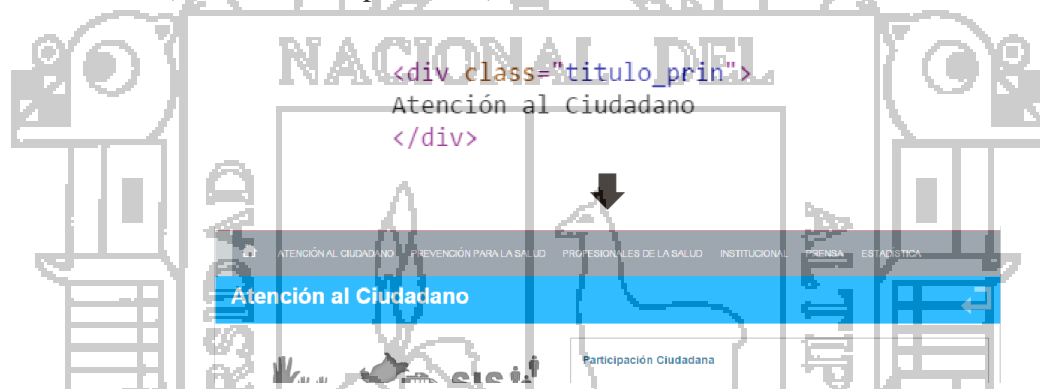 NACIONAL DEL
<div class="titulo_prin">
Atención al Ciudadano
</div>
ATENCIÓN AL CIUDADANO PREVENCIÓN PARA LA SALUD PROFESIONALES DE LA SALUD INSTITUCIONAL PRENSA ESTADÍSTICA
Atención al Ciudadano
Participación Ciudadana
SIS